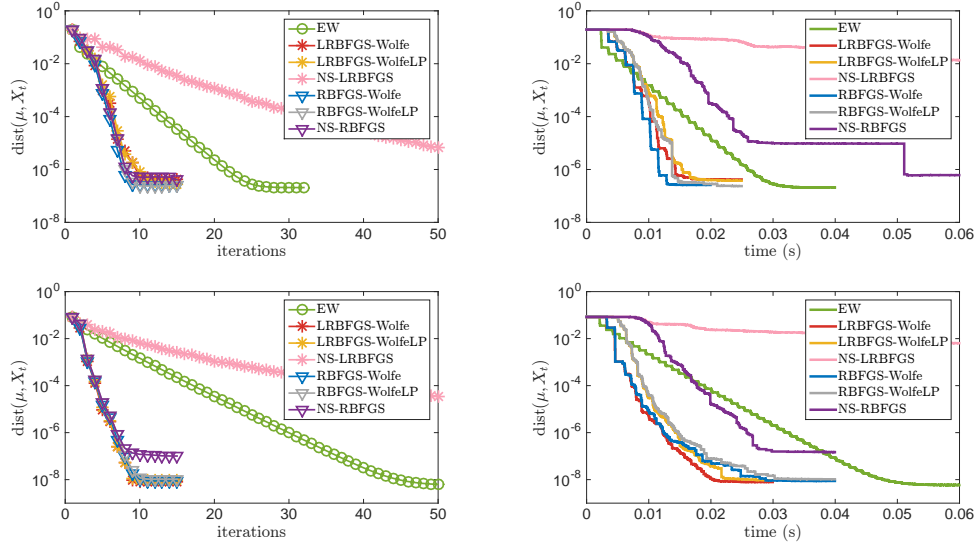 10^0
10^-2
10^-4
10^-6
10^-8
dist(μ, X_t)
0 10 20 30 40 50
iterations
EW
LRBFGS-Wolfe
LRBFGS-WolfeLP
NS-LRBFGS
RBFGS-Wolfe
RBFGS-WolfeLP
NS-RBFGS
10^0
10^-2
10^-4
10^-6
10^-8
dist(μ, X_t)
0 0.01 0.02 0.03 0.04 0.05 0.06
time (s)
EW
LRBFGS-Wolfe
LRBFGS-WolfeLP
NS-LRBFGS
RBFGS-Wolfe
RBFGS-WolfeLP
NS-RBFGS
10^0
10^-2
10^-4
10^-6
10^-8
dist(μ, X_t)
0 10 20 30 40 50
iterations
EW
LRBFGS-Wolfe
LRBFGS-WolfeLP
NS-LRBFGS
RBFGS-Wolfe
RBFGS-WolfeLP
NS-RBFGS
10^0
10^-2
10^-4
10^-6
10^-8
dist(μ, X_t)
0 0.01 0.02 0.03 0.04 0.05 0.06
time (s)
EW
LRBFGS-Wolfe
LRBFGS-WolfeLP
NS-LRBFGS
RBFGS-Wolfe
RBFGS-WolfeLP
NS-RBFGS